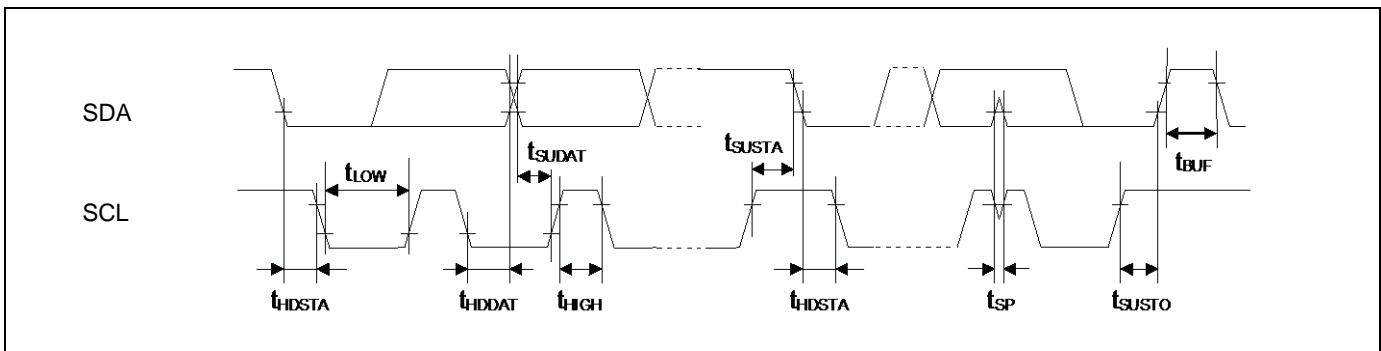 SDA
tSUDAT
tSUSTA
tLOW
tBUF
SCL
tHDSTA
tHDDAT
tHIGH
tHDSTA
tSP
tSUSTO